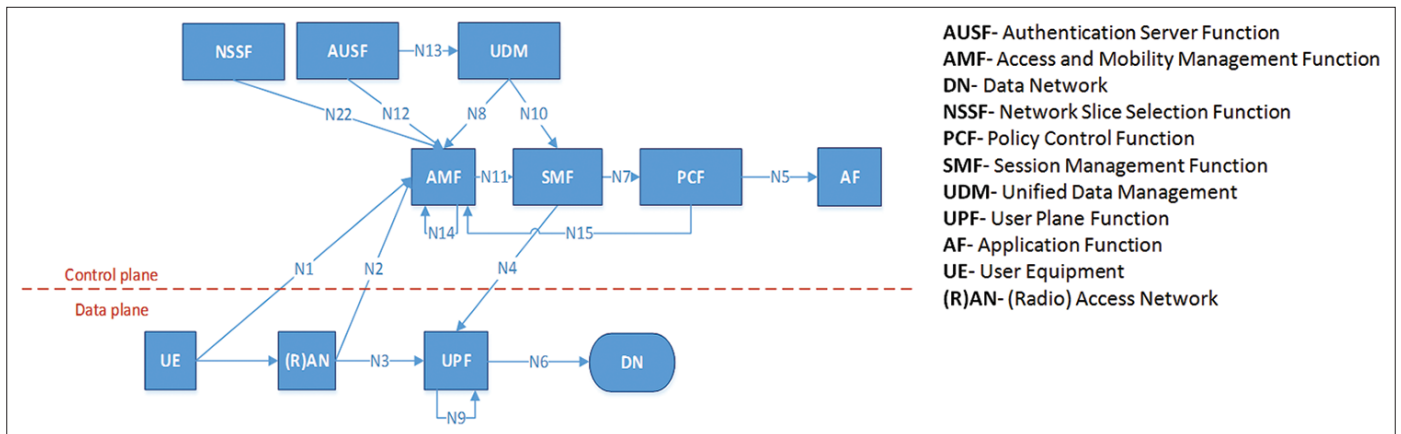 NSSF
AUSF
N13
UDM
N22
N12
N8
N10
AMF
N11
SMF
N7
PCF
N5
AF
N14
N15
N1
N2
N4
Control plane
Data plane
UE
(R)AN
N3
UPF
N6
DN
N9
AUSF- Authentication Server Function
AMF- Access and Mobility Management Function
DN- Data Network
NSSF- Network Slice Selection Function
PCF- Policy Control Function
SMF- Session Management Function
UDM- Unified Data Management
UPF- User Plane Function
AF- Application Function
UE- User Equipment
(R)AN- (Radio) Access Network